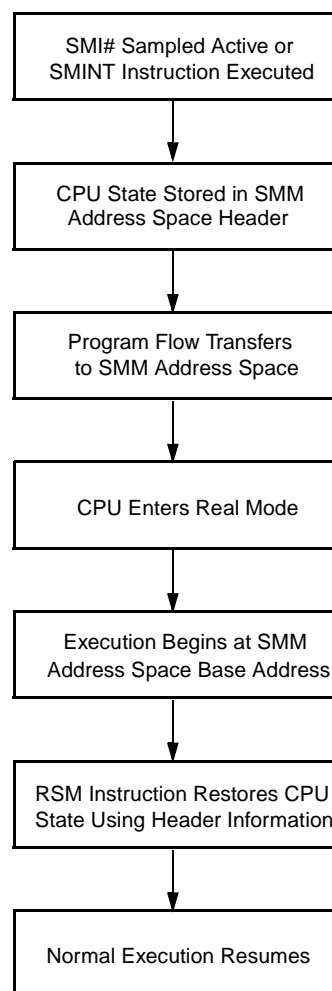 SMI# Sampled Active or
SMINT Instruction Executed
CPU State Stored in SMM
Address Space Header
Program Flow Transfers
to SMM Address Space
CPU Enters Real Mode
Execution Begins at SMM
Address Space Base Address
RSM Instruction Restores CPU
State Using Header Information
Normal Execution Resumes